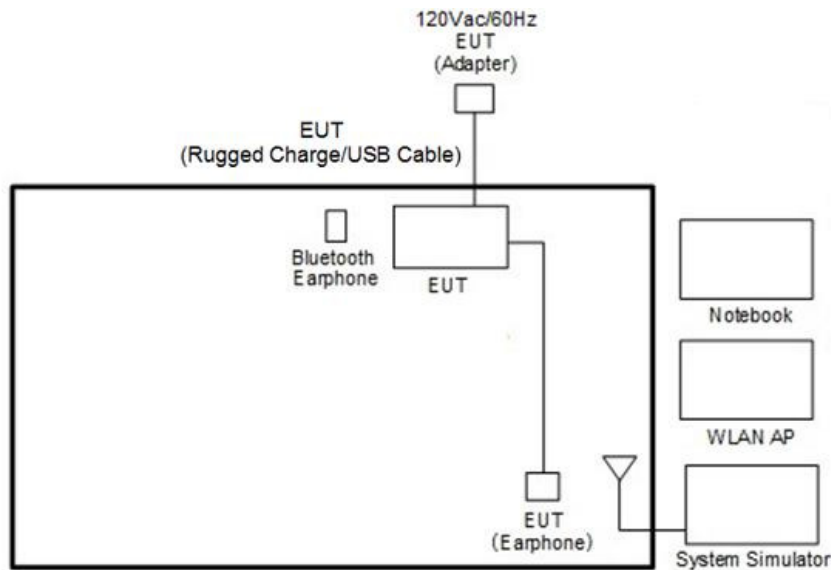 120Vac/60Hz
EUT
(Adapter)
EUT
(Rugged Charge/USB Cable)
Bluetooth
Earphone
EUT
Notebook
WLAN AP
EUT
(Earphone)
System Simulator